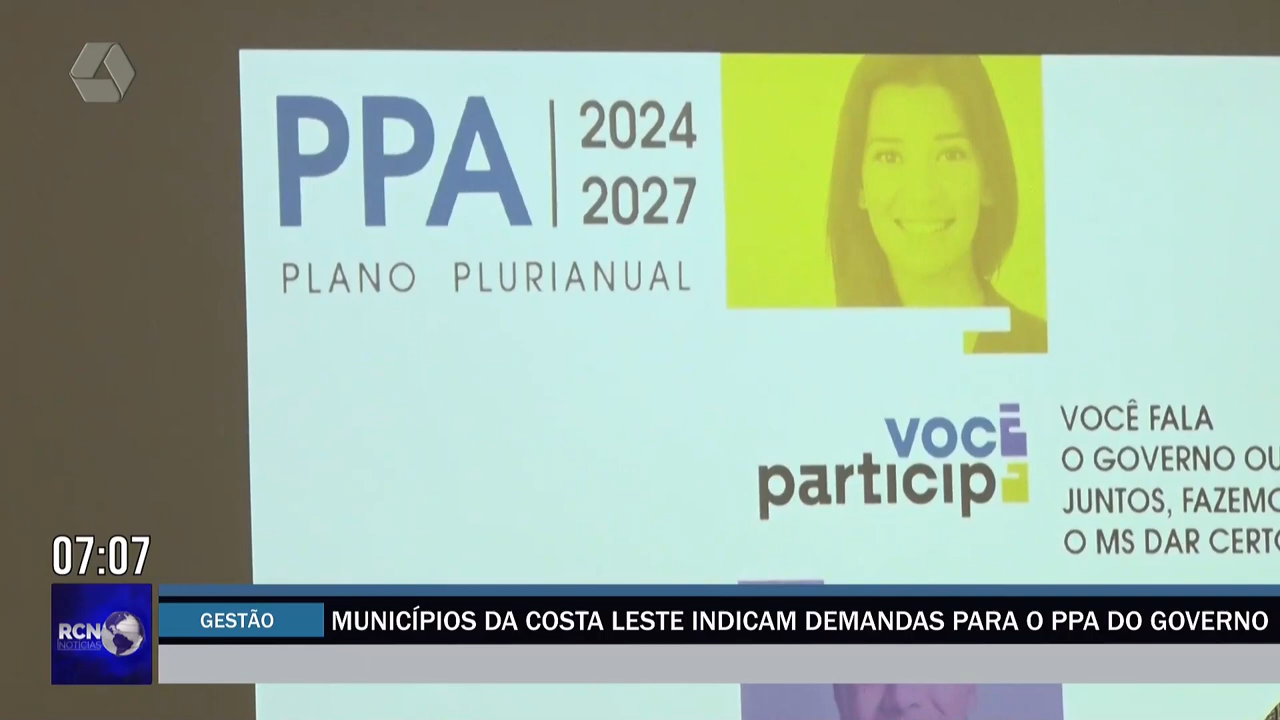 PPA
2024
2027
PLANO PLURIANUAL
VOCÊ
particip
VOCÊ FALA
O GOVERNO OU
JUNTOS, FAZEMO
O MS DAR CERTO
07:07
RCN
NOTÍCIAS
GESTÃO
MUNICÍPIOS DA COSTA LESTE INDICAM DEMANDAS PARA O PPA DO GOVERNO